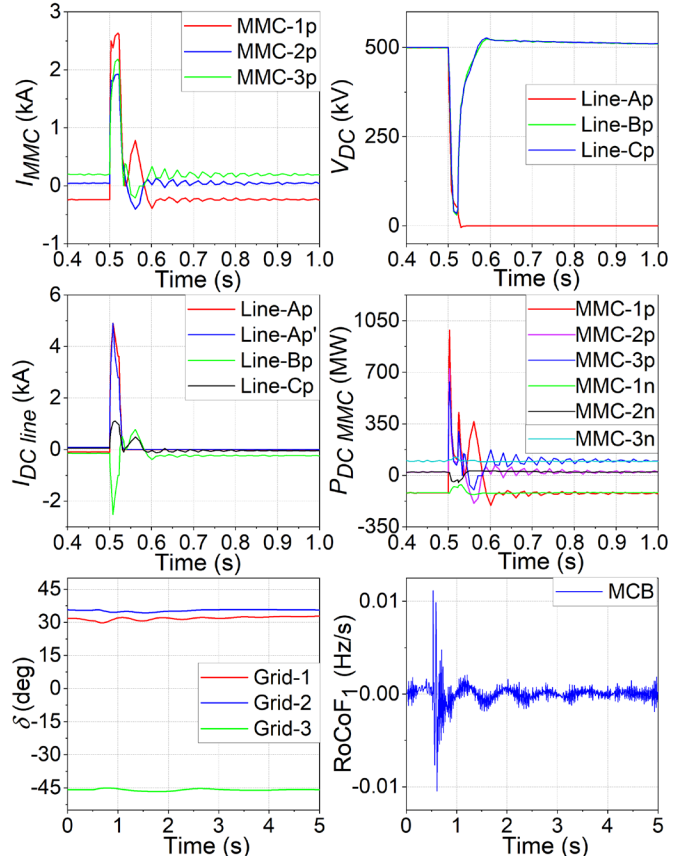 3
2
1
0
-1
I_MMC (kA)
MMC-1p
MMC-2p
MMC-3p
0.4 0.5 0.6 0.7 0.8 0.9 1.0
Time (s)
500
250
0
V_DC (kV)
Line-Ap
Line-Bp
Line-Cp
0.4 0.5 0.6 0.7 0.8 0.9 1.0
Time (s)
6
4
2
0
-2
I_DC line (kA)
Line-Ap
Line-Ap'
Line-Bp
Line-Cp
0.4 0.5 0.6 0.7 0.8 0.9 1.0
Time (s)
1050
700
350
0
-350
P_DC MMC (MW)
MMC-1p
MMC-2p
MMC-3p
MMC-1n
MMC-2n
MMC-3n
0.4 0.5 0.6 0.7 0.8 0.9 1.0
Time (s)
45
30
15
0
-15
-30
-45
δ (deg)
Grid-1
Grid-2
Grid-3
0 1 2 3 4 5
Time (s)
0.01
0.00
-0.01
RoCoF₁ (Hz/s)
MCB
0 1 2 3 4 5
Time (s)